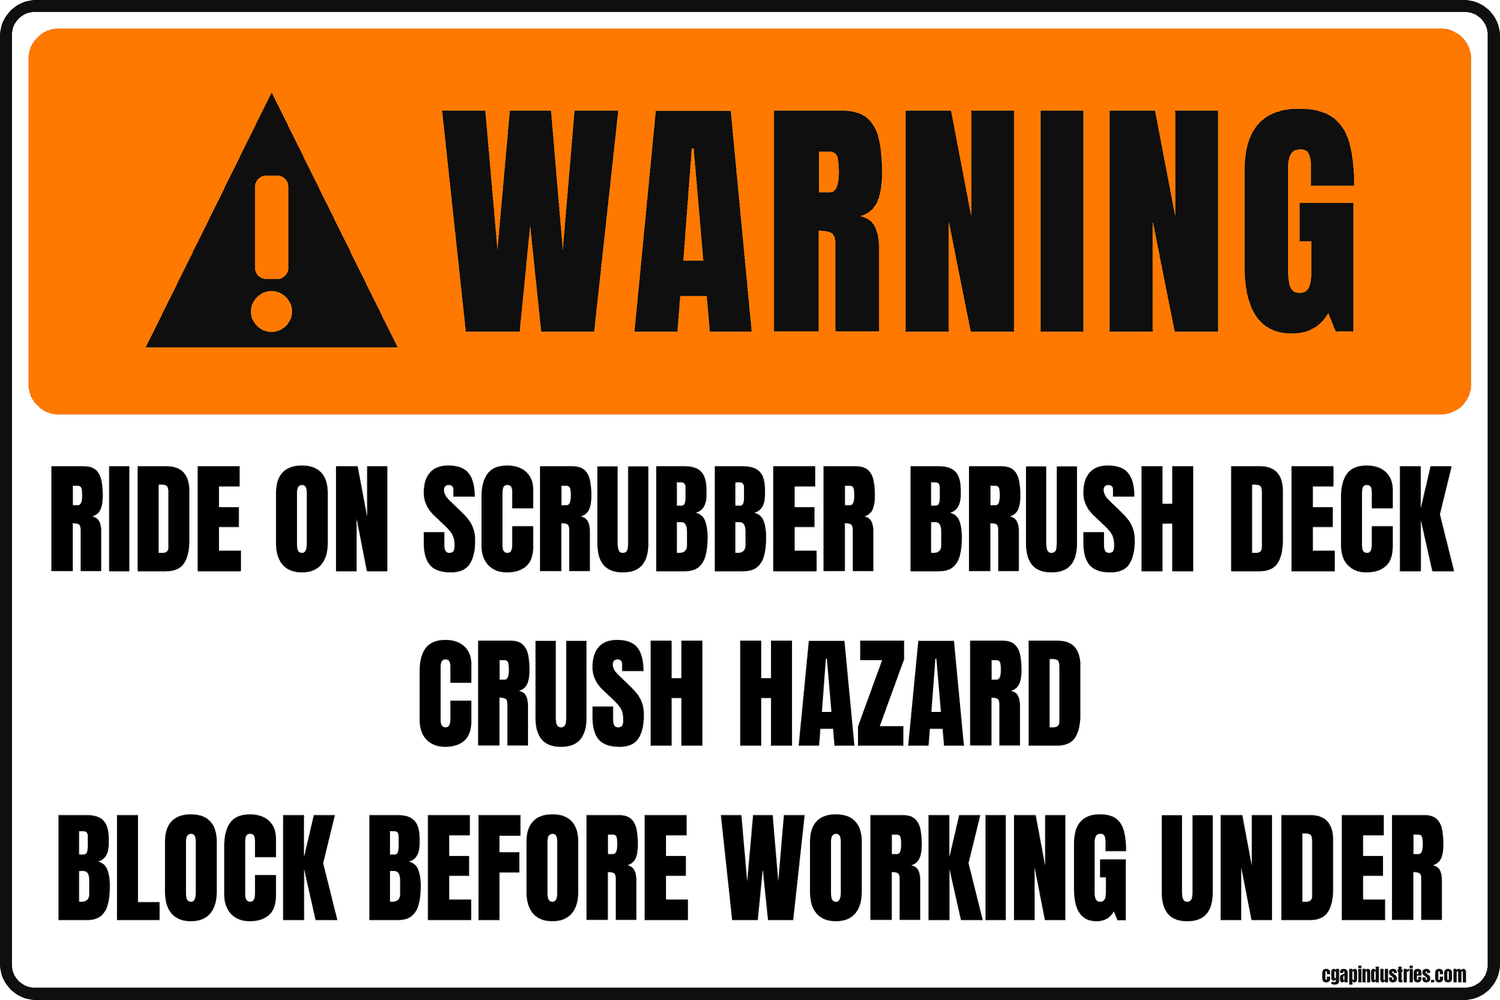 WARNING
RIDE ON SCRUBBER BRUSH DECK
CRUSH HAZARD
BLOCK BEFORE WORKING UNDER
cgapindustries.com